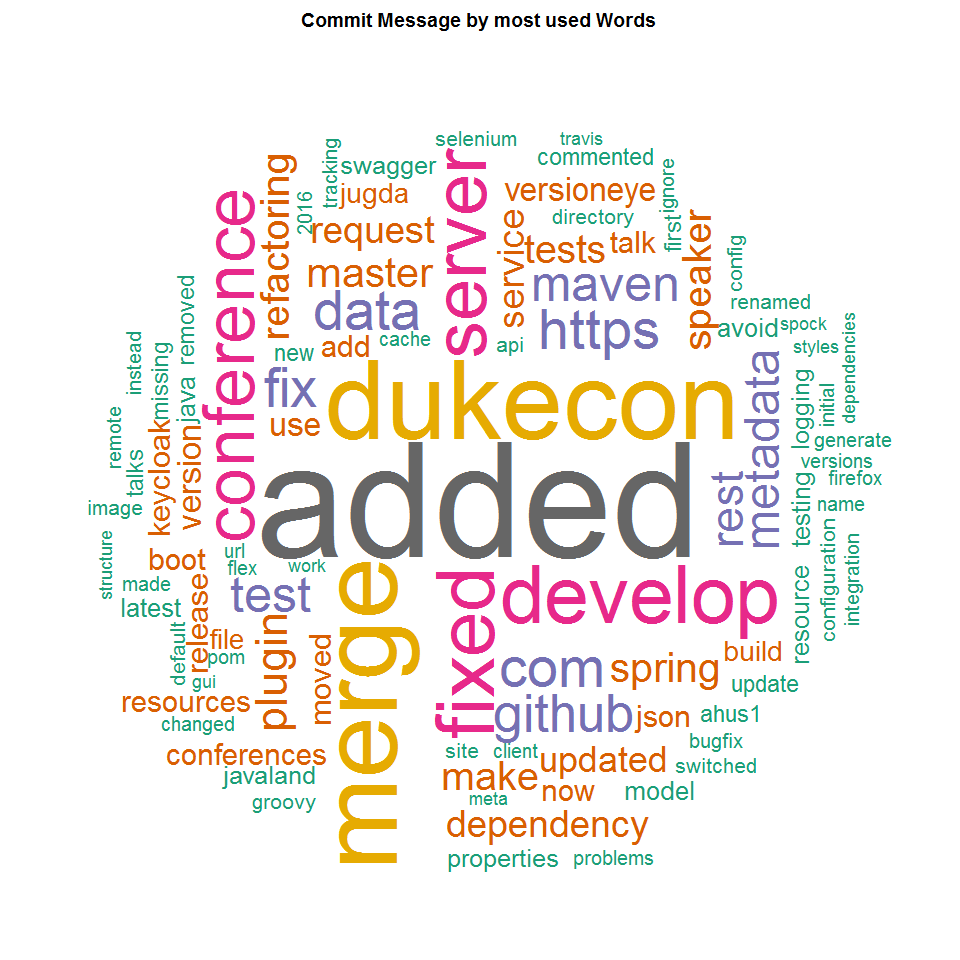 Commit Message by most used Words
selenium
travis
commented
tracking
swagger
versioneye
ignore
refactoring
jugda
server
directory
2016
request
service
tests
talk
first
speaker
conference
master
maven
config
data
https
renamed
removed
new
add
cache
api
avoid
spock
styles
dependencies
instead
missing
java
fix
dukecon
metadata
logging
initial
remote
keycloak
version
use
generate
talks
added
rest
testing
versions
firefox
image
name
structure
boot
url
flex
work
configuration
integration
made
test
merge
fixed
develop
resource
latest
release
default
file
plugin
moved
pom
gui
com
spring
build
resources
github
json
update
changed
ahus1
conferences
site
client
updated
bugfix
switched
javaland
make
now
model
groovy
meta
dependency
properties
problems